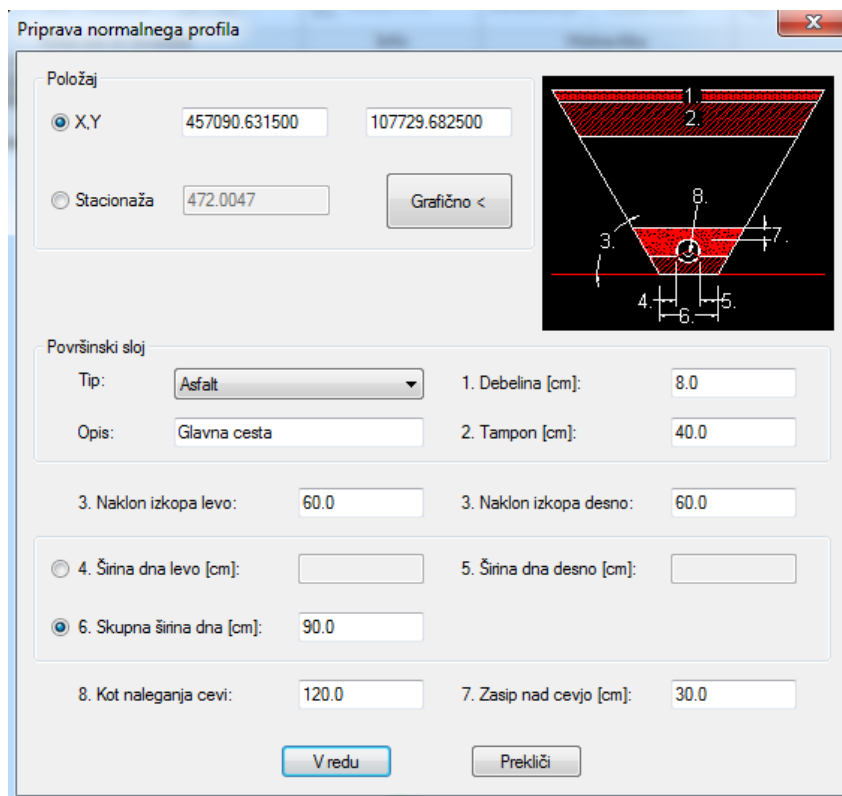 Priprava normalnega profila
x
Položaj
X,Y 457090.631500 107729.682500
Stacionaža 472.0047 Grafično <
1.
2.
8.
3. 7.
4. 5.
6.
Površinski sloj
Tip: Asfalt 1. Debelina [cm]: 8.0
Opis: Glavna cesta 2. Tampon [cm]: 40.0
3. Naklon izkopa levo: 60.0 3. Naklon izkopa desno: 60.0
4. Širina dna levo [cm]: 5. Širina dna desno [cm]:
6. Skupna širina dna [cm]: 90.0
8. Kot naleganja cevi: 120.0 7. Zasip nad cevjo [cm]: 30.0
V redu Prekliči